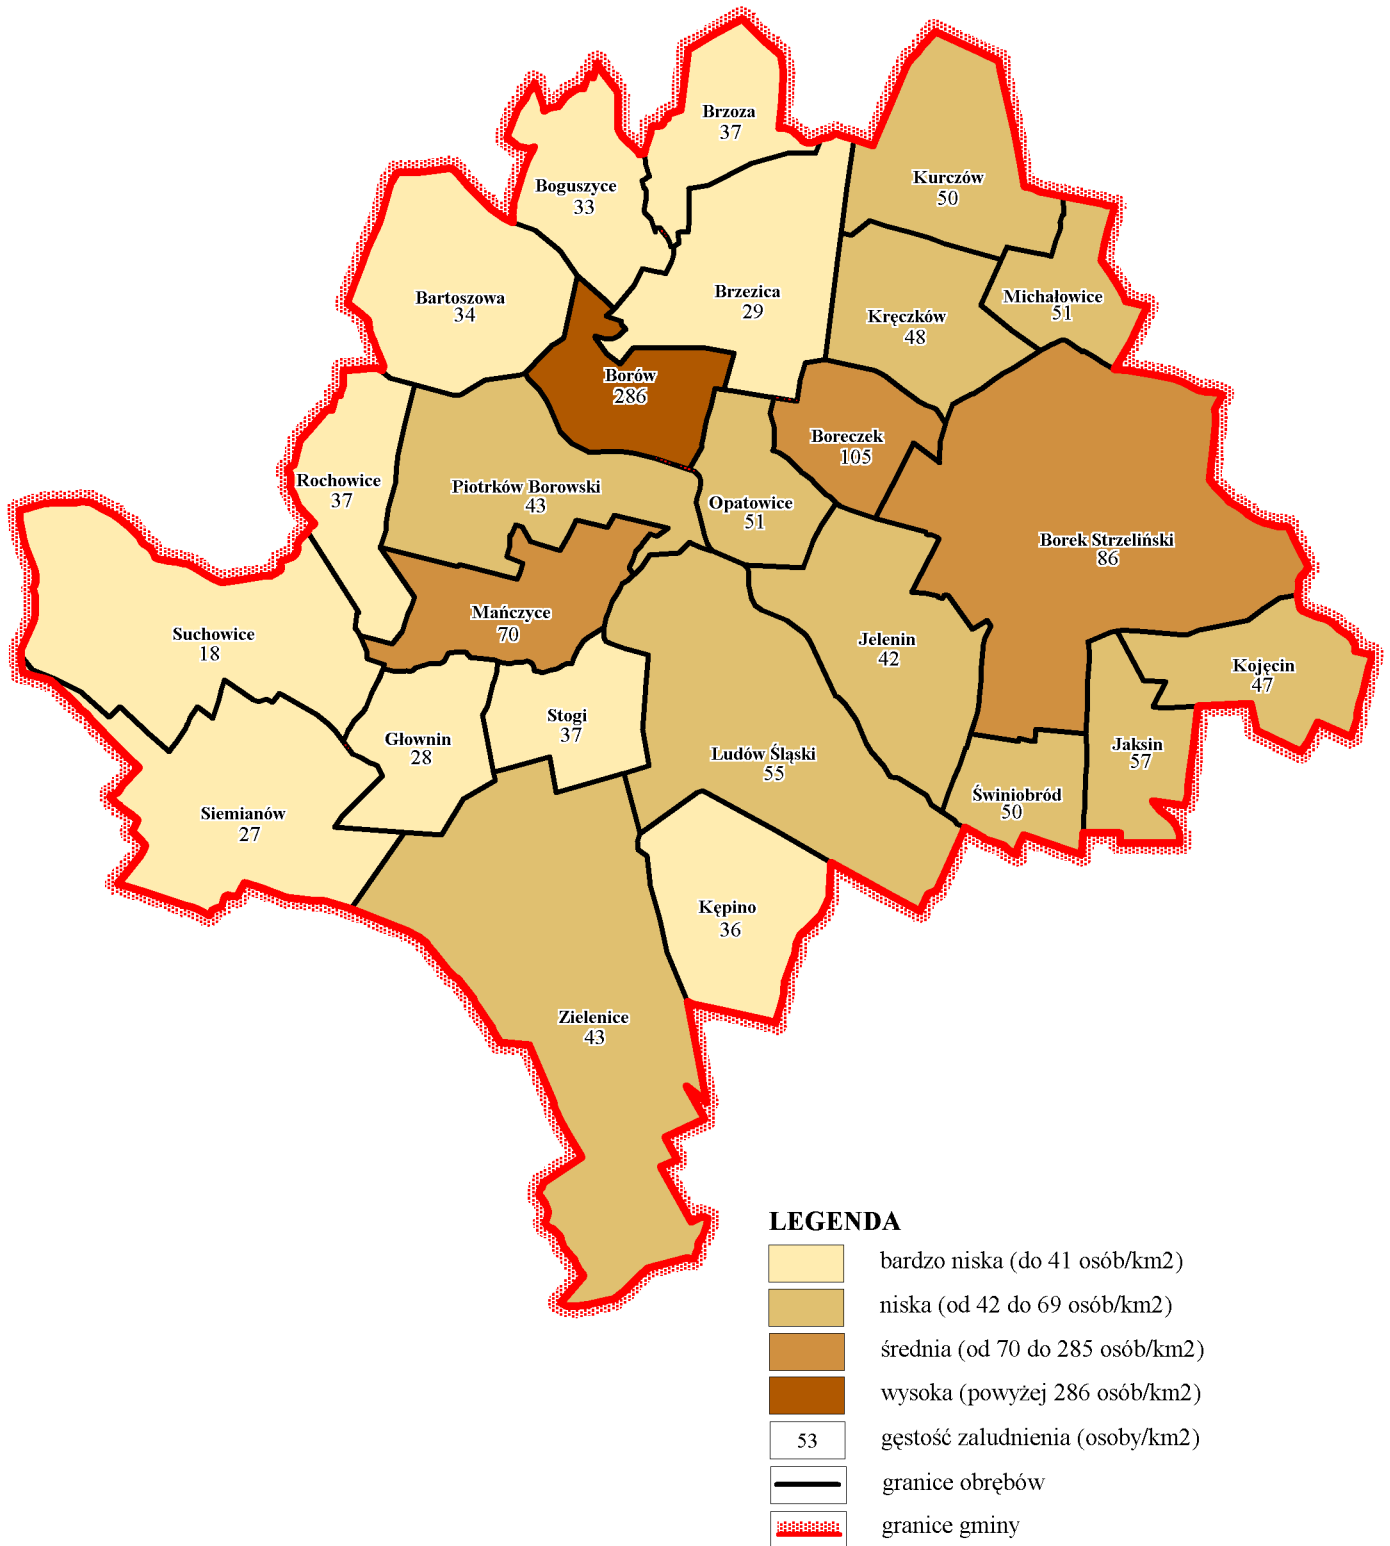 Brzoza
37
Boguszyce
33
Kurczów
50
Bartoszowa
34
Brzezica
29
Michałowice
51
Kręczków
48
Borów
286
Boreczek
105
Rochowice
37
Piotrków Borowski
43
Opatowice
51
Borek Strzeliński
86
Mańczyce
70
Suchowice
18
Jelenin
42
Kojęcin
47
Stogi
37
Głownin
28
Ludów Śląski
55
Jaksin
57
Świniobród
50
Siemianów
27
Kępino
36
Zielenice
43
LEGENDA
bardzo niska (do 41 osób/km2)
niska (od 42 do 69 osób/km2)
średnia (od 70 do 285 osób/km2)
wysoka (powyżej 286 osób/km2)
53 gęstość zaludnienia (osoby/km2)
granice obrębów
granice gminy